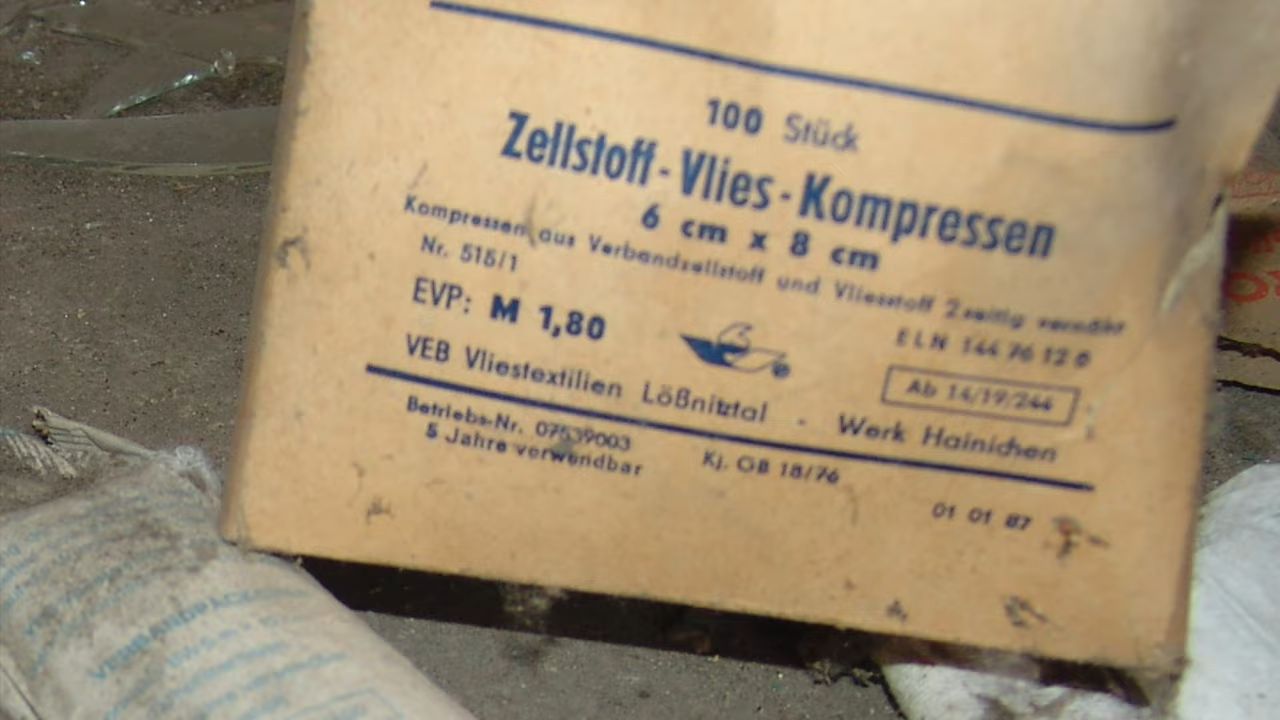 100 Stück
Zellstoff-Vlies-Kompressen
6 cm x 8 cm
Kompressen aus Verbandzellstoff und Vliesstoff 2seitig vernäht
Nr. 515/1
ELN 144 76 12 0
EVP: M 1,80
Ab 14/19/244
VEB Vliestextilien Lößnitztal - Werk Hainichen
Betriebs-Nr. 07539003
5 Jahre verwendbar
Kj. OB 18/76
01 01 87